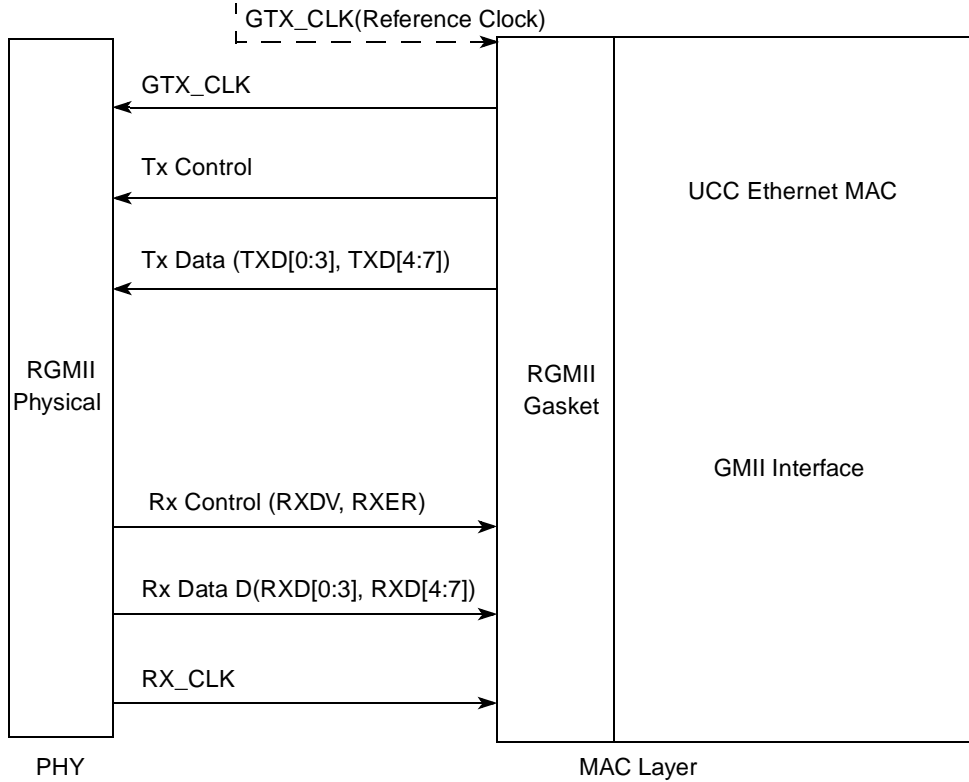 GTX_CLK(Reference Clock)
GTX_CLK
Tx Control
UCC Ethernet MAC
Tx Data (TXD[0:3], TXD[4:7])
RGMII
Physical
RGMII
Gasket
GMII Interface
Rx Control (RXDV, RXER)
Rx Data D(RXD[0:3], RXD[4:7])
RX_CLK
PHY
MAC Layer